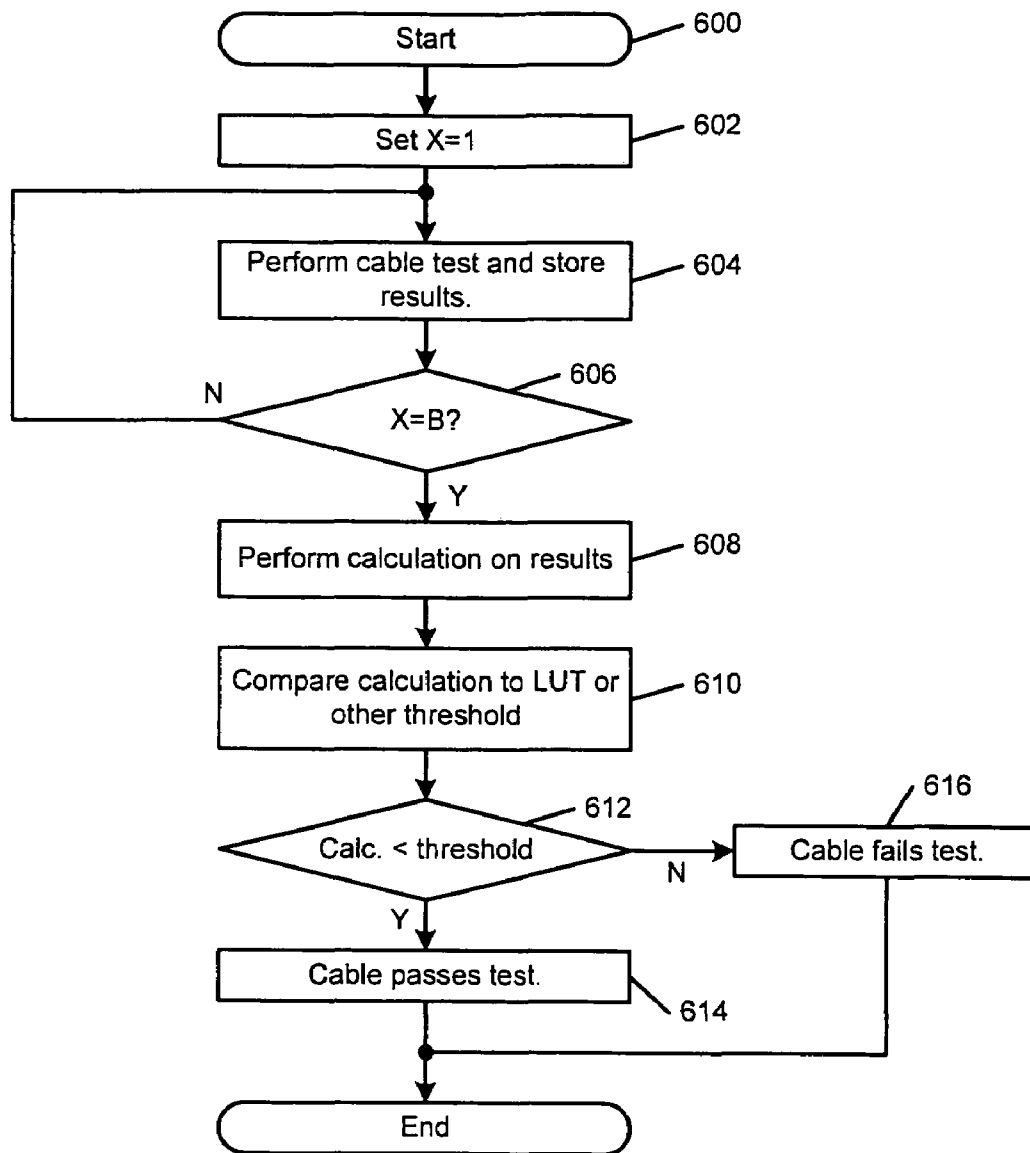 Start
600
Set X=1
602
Perform cable test and store
results.
604
606
N
X=B?
Y
Perform calculation on results
608
Compare calculation to LUT or
other threshold
610
612
616
Calc. < threshold
N
Cable fails test.
Y
Cable passes test.
614
End